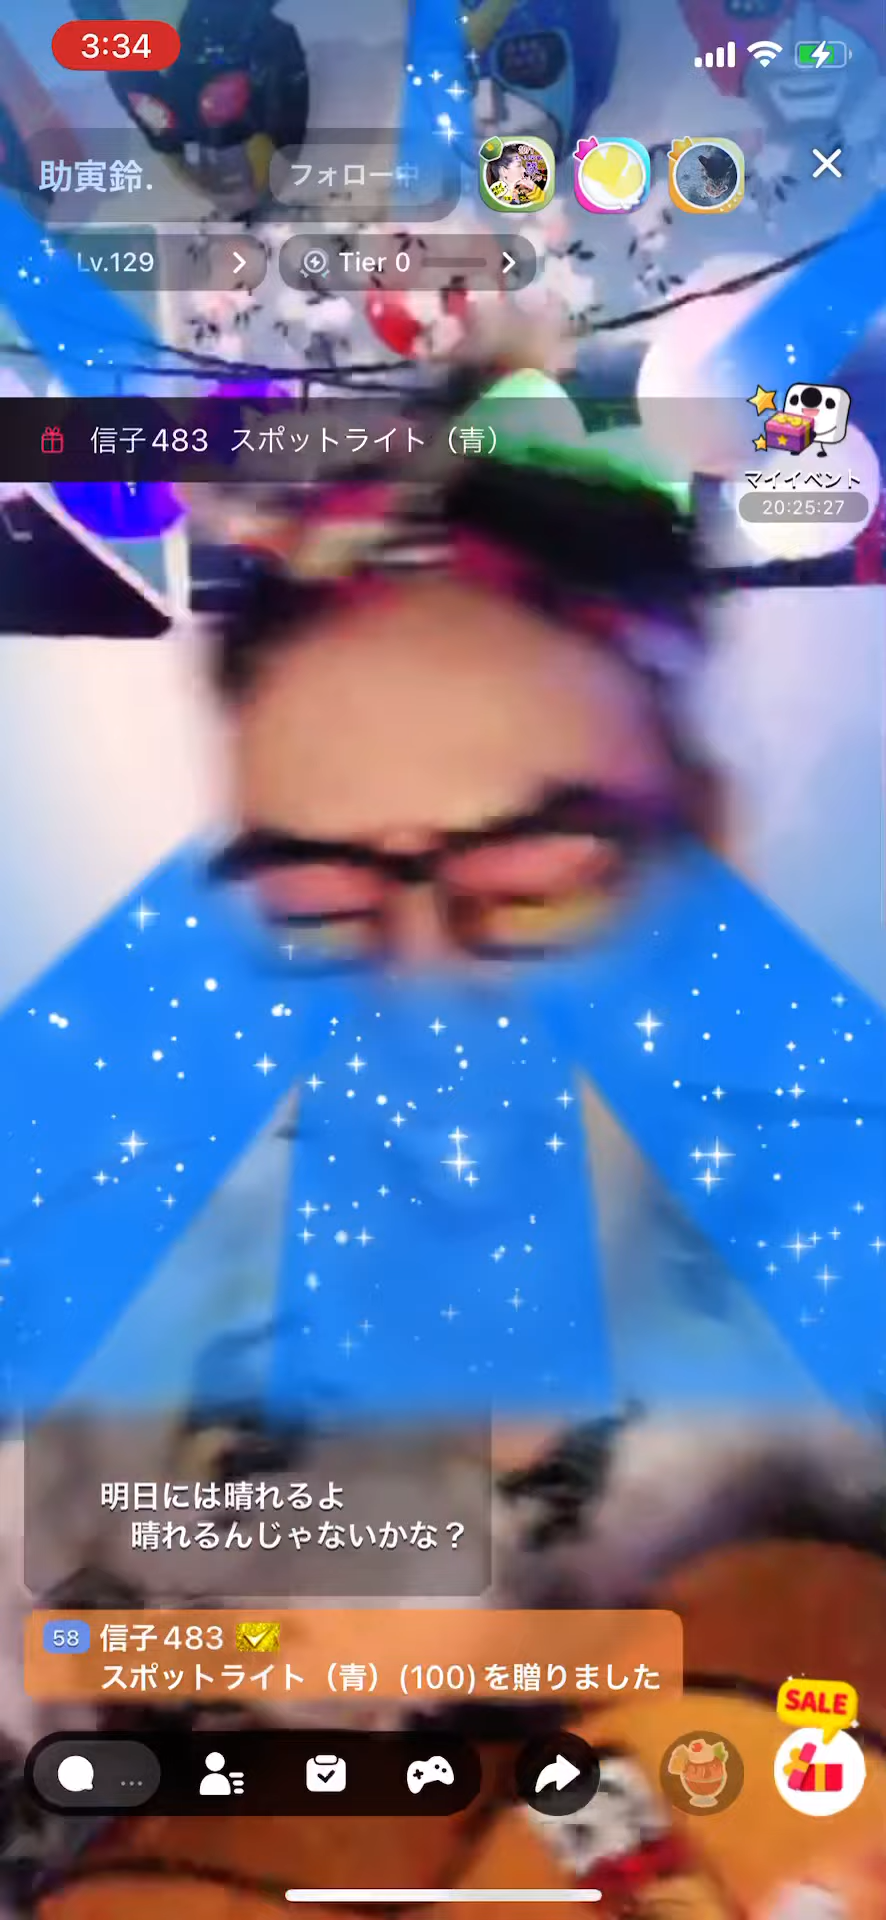 3:34
助寅鈴.
フォロー中
Lv.129
Tier 0
信子483 スポットライト（青）
マイイベント
20:25:27
明日には晴れるよ
晴れるんじゃないかな？
58 信子483
スポットライト（青）(100)を贈りました
...
SALE